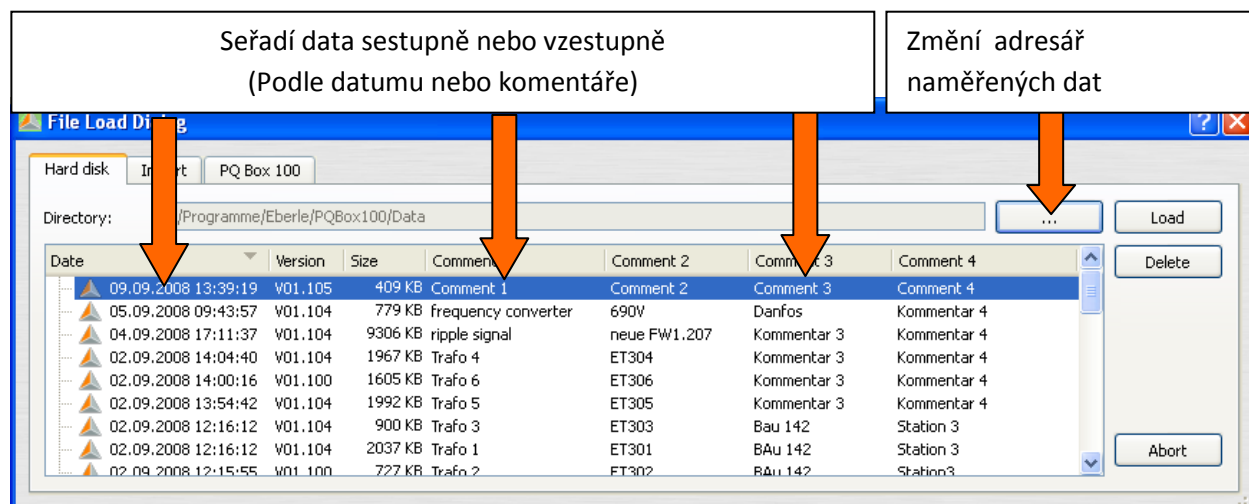 Seřadí data sestupně nebo vzestupně
(Podle datumu nebo komentáře)
Změní adresář
naměřených dat
File Load
Hard disk PQ Box 100
Directory: /Programme/Eberle/PQBox100/Data ... Load
Date Version Size Comment 2 Comment 3 Comment 4 Delete
09.09.2008 13:39:19 V01.105 409 KB Comment 1 Comment 2 Comment 3 Comment 4
05.09.2008 09:43:57 V01.104 779 KB frequency converter 690V Danfos Kommentar 4
04.09.2008 17:11:37 V01.104 9306 KB ripple signal neue FW1.207 Kommentar 3 Kommentar 4
02.09.2008 14:04:40 V01.104 1967 KB Trafo 4 ET304 Kommentar 3 Kommentar 4
02.09.2008 14:00:16 V01.100 1605 KB Trafo 6 ET306 Kommentar 3 Kommentar 4
02.09.2008 13:54:42 V01.104 1992 KB Trafo 5 ET305 Kommentar 3 Kommentar 4
02.09.2008 12:16:12 V01.104 900 KB Trafo 3 ET303 Bau 142 Station 3
02.09.2008 12:16:12 V01.104 2037 KB Trafo 1 ET301 BAu 142 Station 3
Abort
02.09.2008 12:15:55 V01.100 727 KB Trafo 2 ET302 BAu 142 Station3